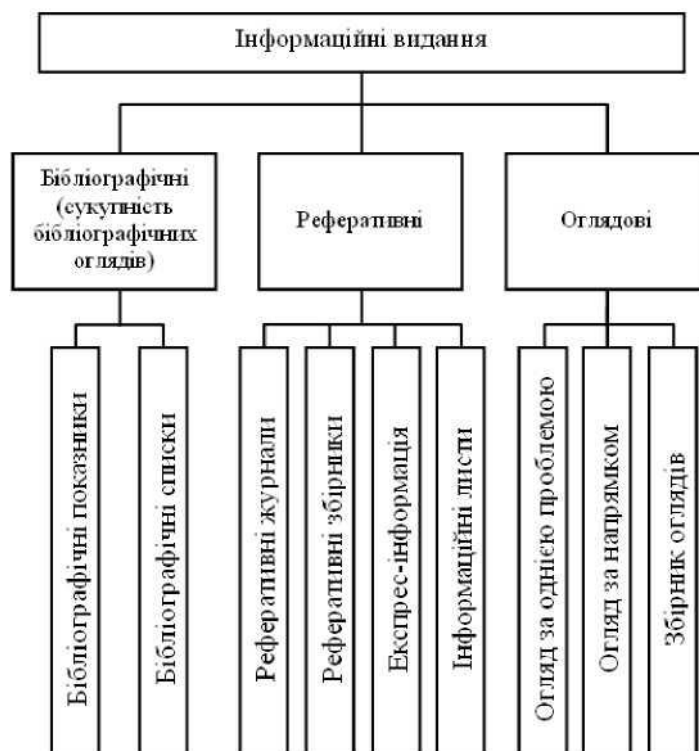 Інформаційні видання
Бібліографічні
(сукупність
бібліографічних
оглядів)
Реферативні
Оглядові
Бібліографічні показники
Бібліографічні списки
Реферативні журнали
Реферативні збірники
Експрес-інформація
Інформаційні листи
Огляд за однією проблемою
Огляд за напрямком
Збірник оглядів